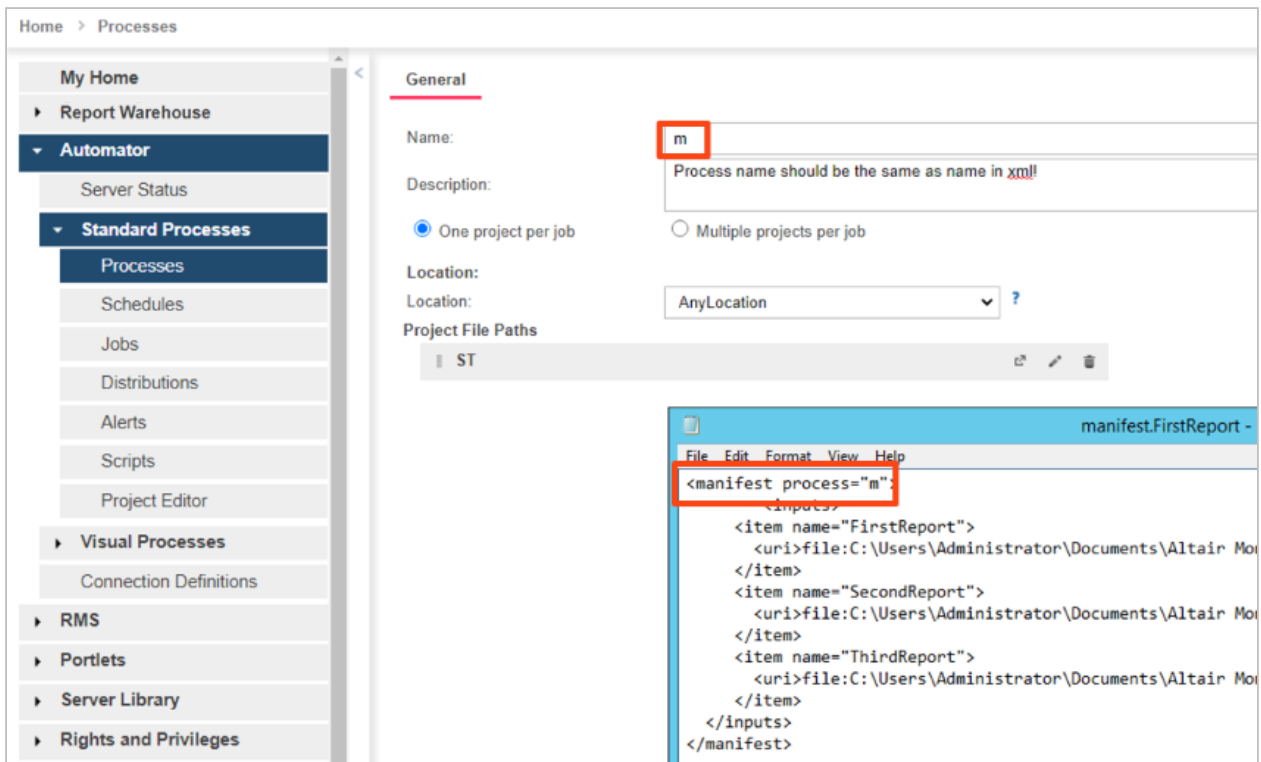 Home > Processes
My Home
Report Warehouse
Automator
Server Status
Standard Processes
Processes
Schedules
Jobs
Distributions
Alerts
Scripts
Project Editor
Visual Processes
Connection Definitions
RMS
Portlets
Server Library
Rights and Privileges
<
General
Name:
m
Description:
Process name should be the same as name in xml!
One project per job
Multiple projects per job
Location:
Location:
AnyLocation
?
Project File Paths
ST
manifest.FirstReport -
File Edit Format View Help
<manifest process="m">
<inputs>
<item name="FirstReport">
<uri>file:C:\Users\Administrator\Documents\Altair
</item>
<item name="SecondReport">
<uri>file:C:\Users\Administrator\Documents\Altair
</item>
<item name="ThirdReport">
<uri>file:C:\Users\Administrator\Documents\Altair
</item>
</inputs>
</manifest>